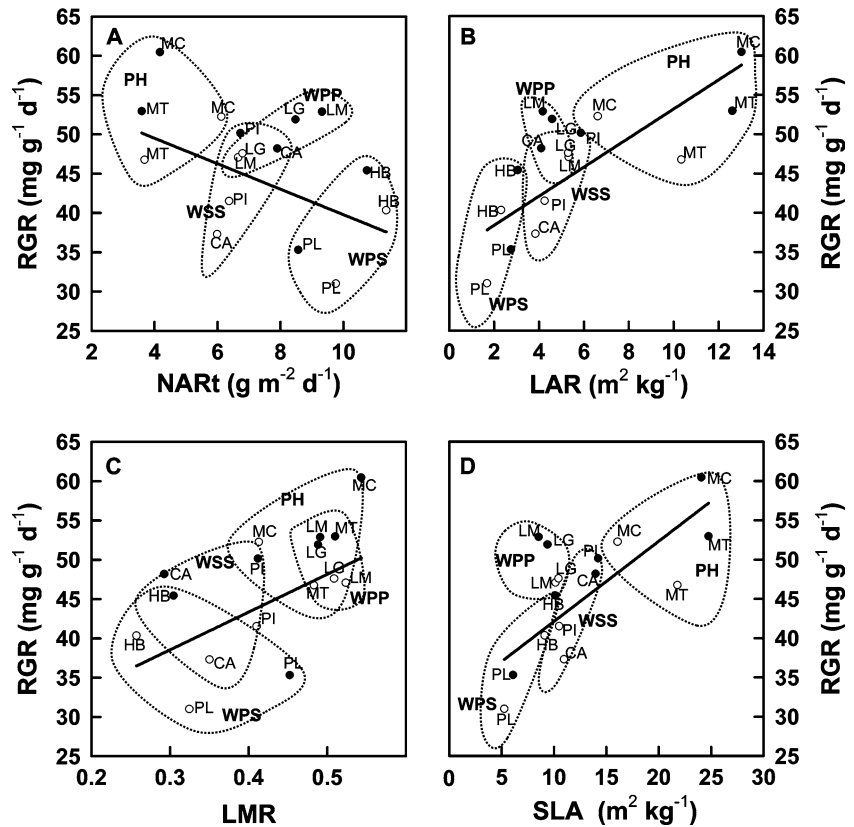 A
B
RGR (mg g⁻¹ d⁻¹)
RGR (mg g⁻¹ d⁻¹)
65
60
55
50
45
40
35
30
25
PH
MC
MT
MC
MT
WPP
LG
LM
PI
LG
LM
CA
HB
HB
PI
WSS
CA
PL
WPS
PL
2
4
6
8
10
NARt (g m⁻² d⁻¹)
PH
MC
MC
MT
MT
WPP
LM
LG
PI
CA
LG
LM
HB
HB
PI
WSS
CA
PL
PL
WPS
0
2
4
6
8
10
12
14
LAR (m² kg⁻¹)
65
60
55
50
45
40
35
30
25
C
D
RGR (mg g⁻¹ d⁻¹)
RGR (mg g⁻¹ d⁻¹)
65
60
55
50
45
40
35
30
25
PH
MC
MC
LM
MT
LG
PI
WSS
CA
LG
LM
MT
WPP
HB
PI
HB
CA
PL
PL
WPS
0.2
0.3
0.4
0.5
LMR
MC
LM
LG
MC
MT
PI
WPP
LG
CA
LM
PH
HB
MT
WSS
PI
HB
CA
PL
WPS
PL
0
5
10
15
20
25
30
SLA (m² kg⁻¹)
65
60
55
50
45
40
35
30
25